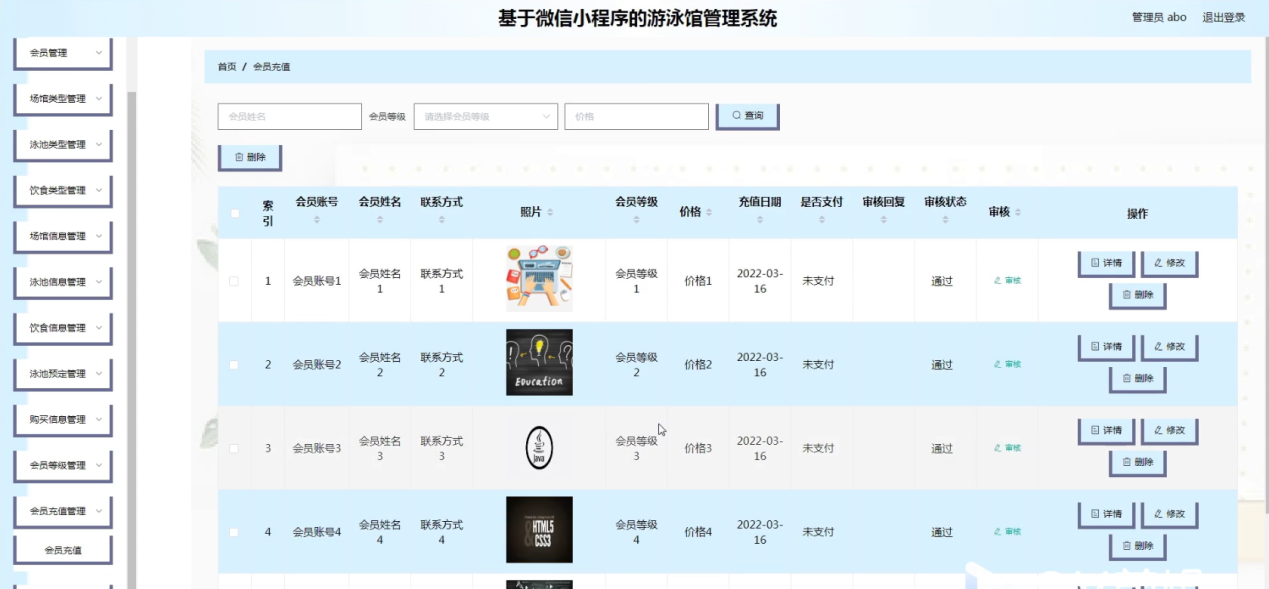 基于微信小程序的游泳馆管理系统
管理员 abo 退出登录
会员管理
场馆类型管理
泳池类型管理
饮食类型管理
场馆信息管理
泳池信息管理
饮食信息管理
泳池预定管理
购买信息管理
会员等级管理
会员充值管理
会员充值
首页 / 会员充值
会员姓名 会员等级 请选择会员等级 价格 查询
删除
索引 会员账号 会员姓名 联系方式 照片 会员等级 价格 充值日期 是否支付 审核回复 审核状态 审核 操作
1 会员账号1 会员姓名1 联系方式1 会员等级1 价格1 2022-03-16 未支付 通过 审核 详情 修改
删除
2 会员账号2 会员姓名2 联系方式2 Education 会员等级2 价格2 2022-03-16 未支付 通过 审核 详情 修改
删除
3 会员账号3 会员姓名3 联系方式3 java 会员等级3 价格3 2022-03-16 未支付 通过 审核 详情 修改
删除
4 会员账号4 会员姓名4 联系方式4 HTML5 & CSS3 会员等级4 价格4 2022-03-16 未支付 通过 审核 详情 修改
删除